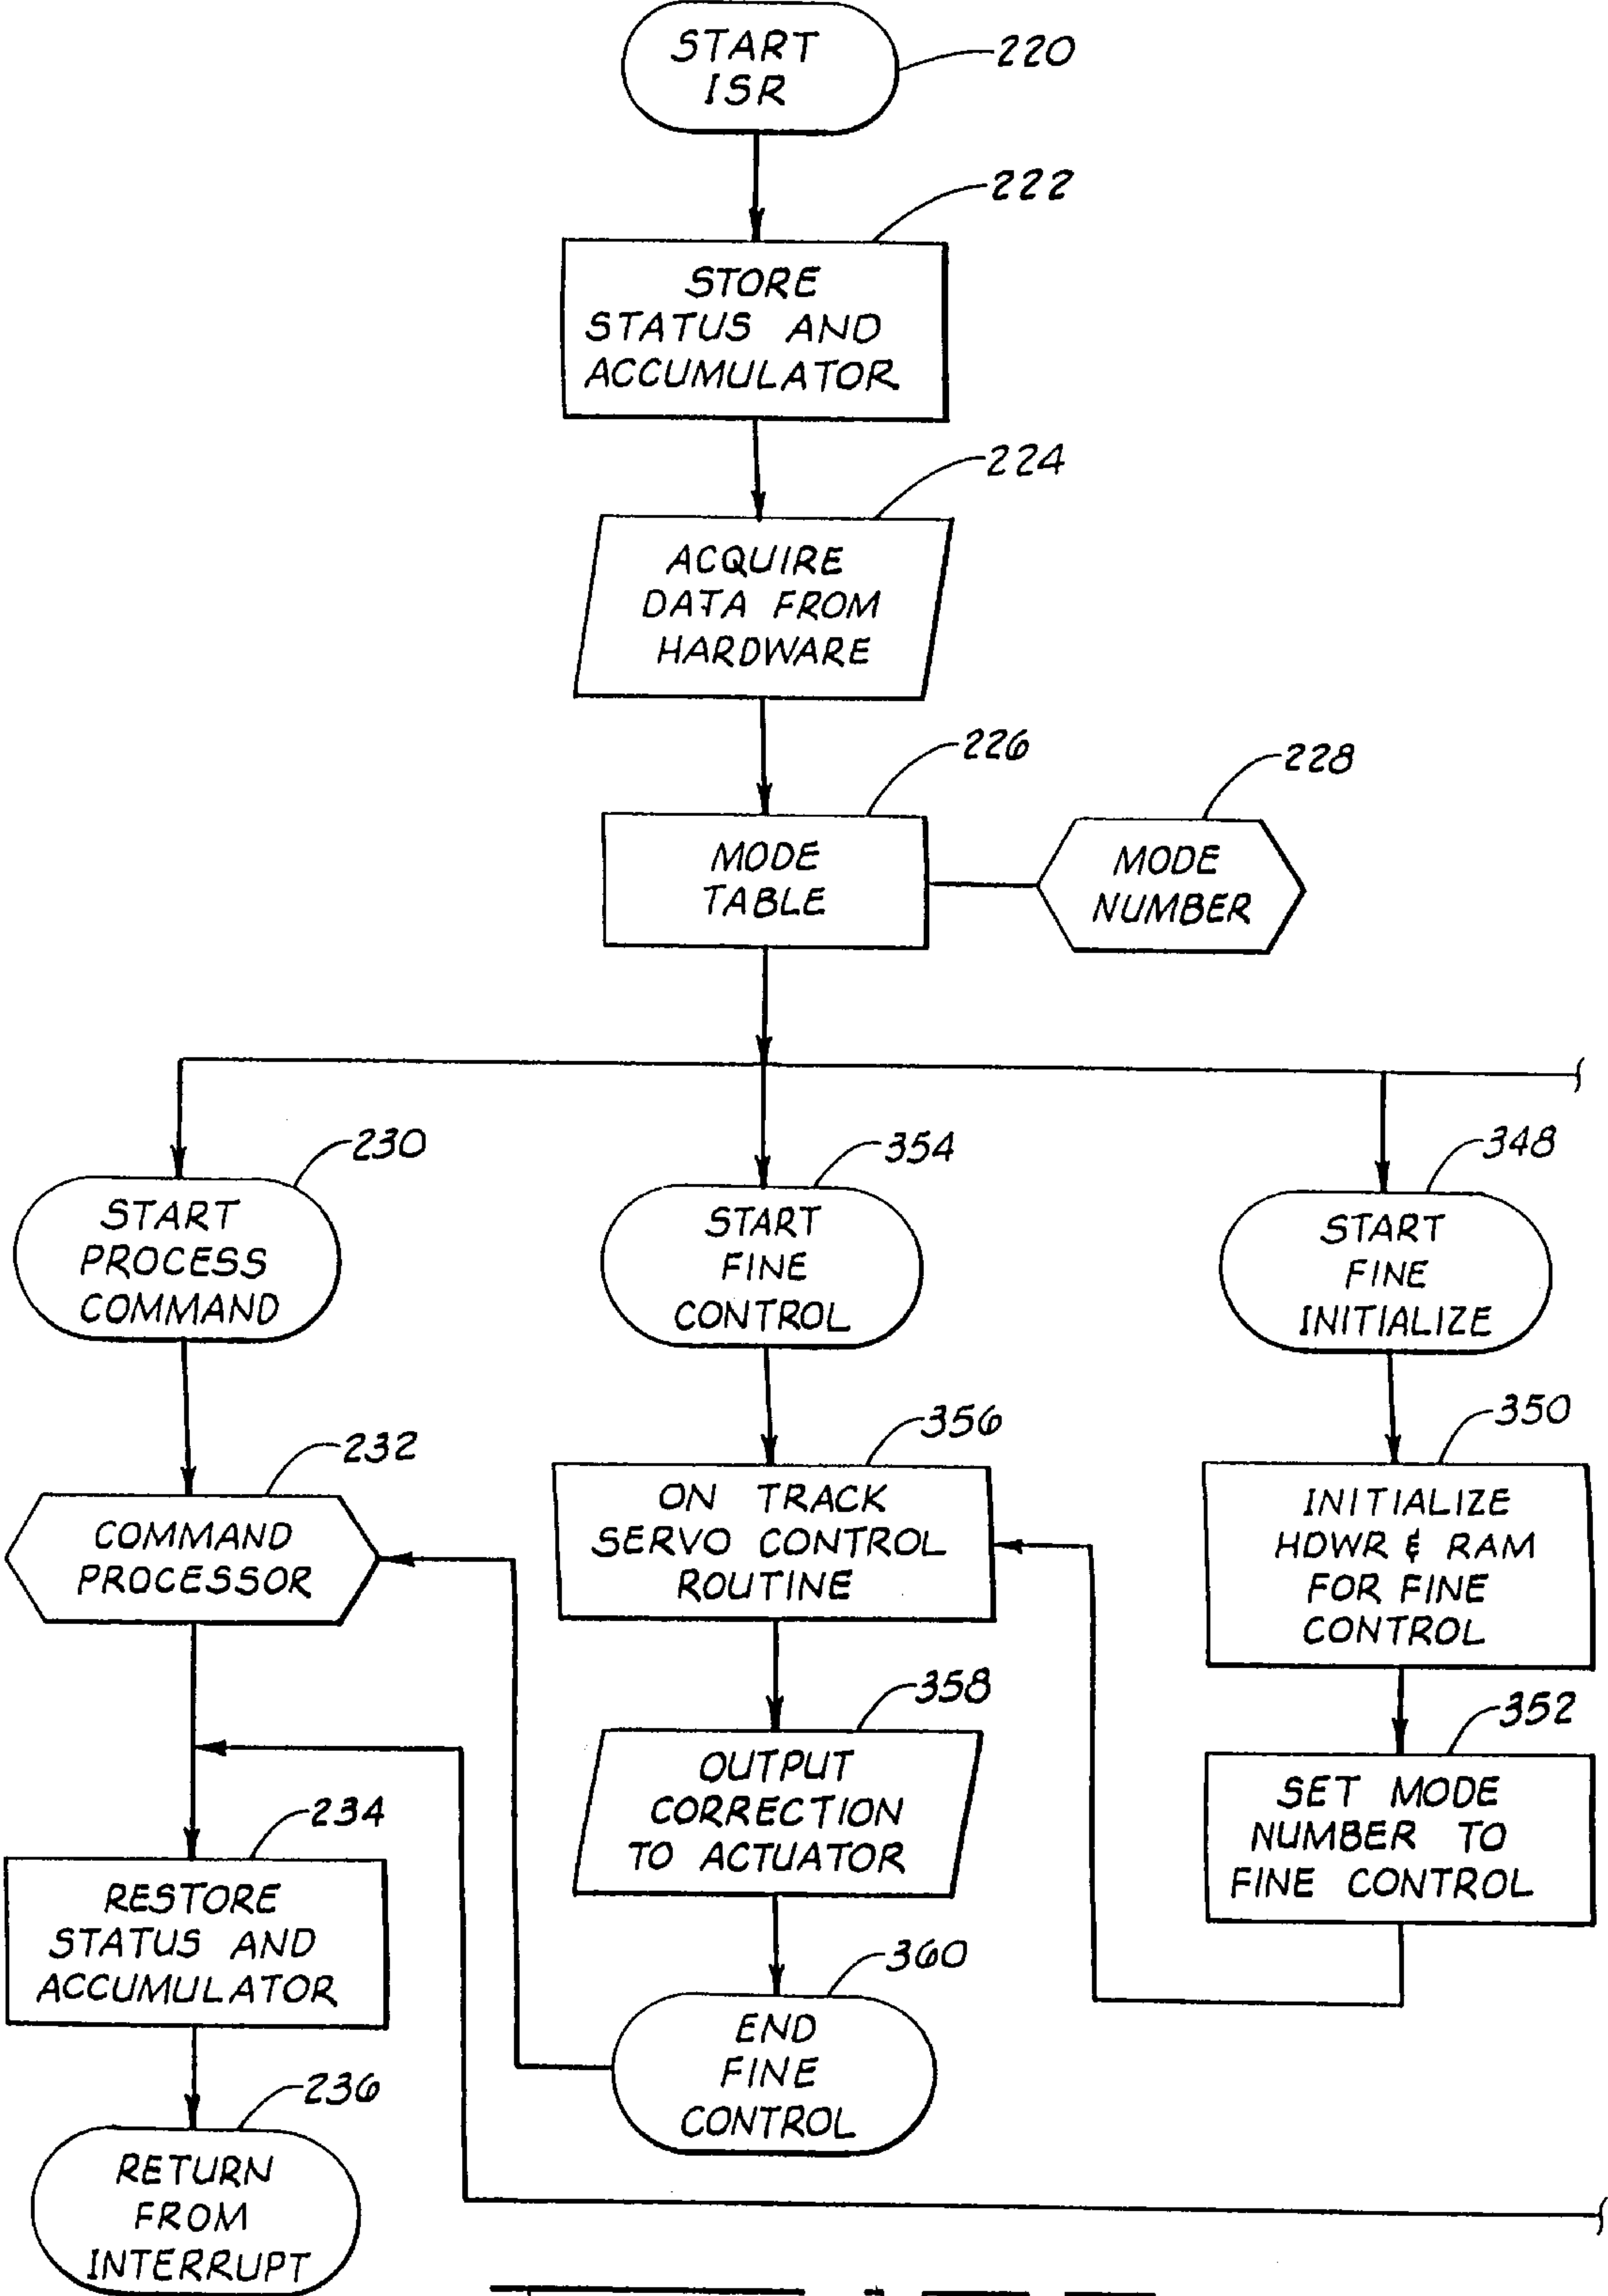 START
ISR
220
222
STORE
STATUS AND
ACCUMULATOR
224
ACQUIRE
DATA FROM
HARDWARE
226
MODE
TABLE
228
MODE
NUMBER
230
START
PROCESS
COMMAND
354
START
FINE
CONTROL
348
START
FINE
INITIALIZE
232
COMMAND
PROCESSOR
356
ON TRACK
SERVO CONTROL
ROUTINE
350
INITIALIZE
HDWR & RAM
FOR FINE
CONTROL
358
OUTPUT
CORRECTION
TO ACTUATOR
352
SET MODE
NUMBER TO
FINE CONTROL
234
RESTORE
STATUS AND
ACCUMULATOR
360
END
FINE
CONTROL
236
RETURN
FROM
INTERRUPT